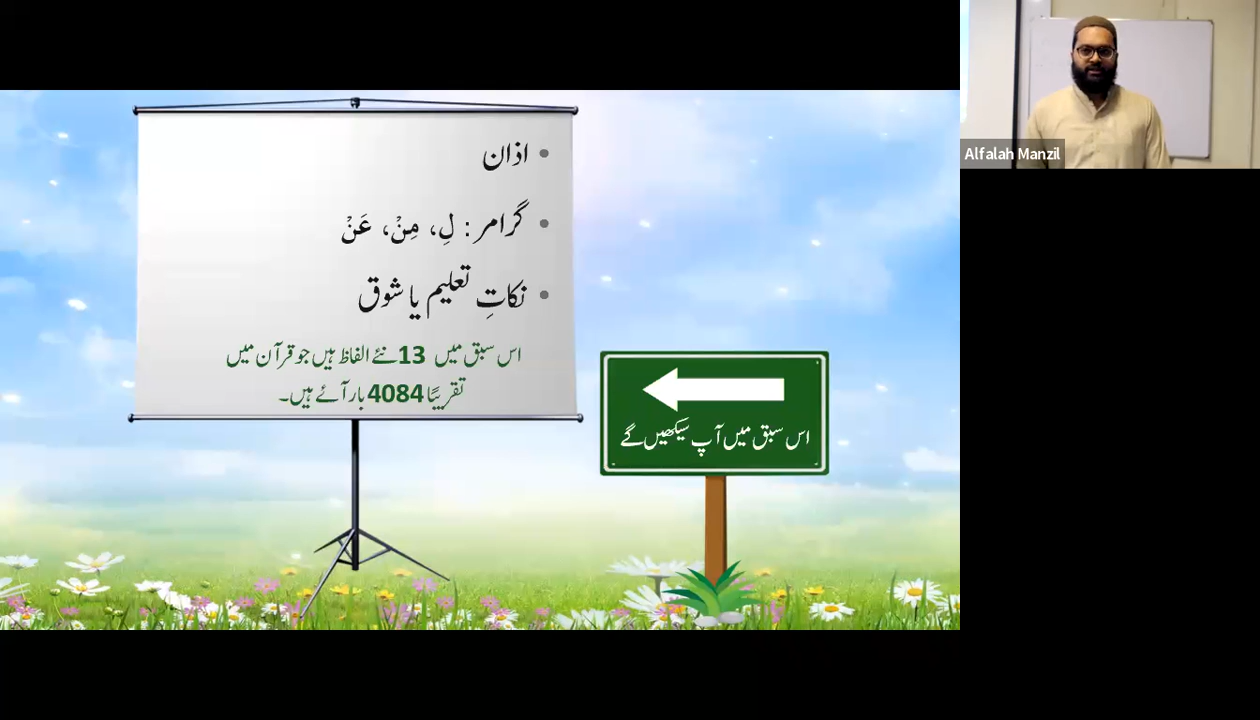 اذان
گرامر: لِ، مِنْ، عَنْ
نکاتِ تعلیم یا شوق
اس سبق میں 13 نئے الفاظ ہیں جو قرآن میں
تقریبًا 4084 بار آئے ہیں۔
اس سبق میں آپ سیکھیں گے
Alfalah Manzil